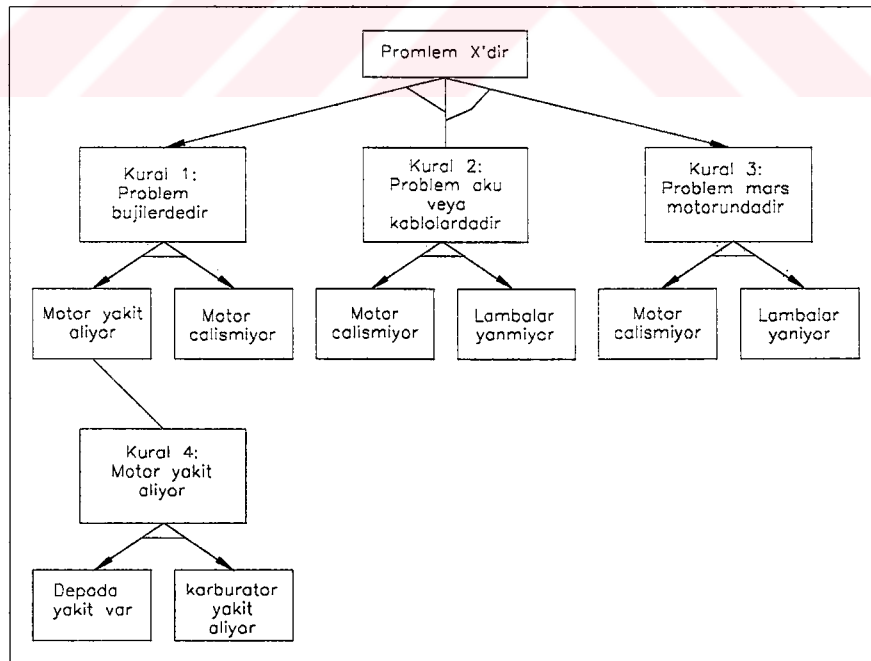 Promlem X'dir
Kural 1:
Problem
bujilerdedir
Kural 2:
Problem aku
veya
kablolardadir
Kural 3:
Problem mars
motorundadir
Motor yakit
aliyor
Motor
calismiyor
Motor
calismiyor
Lambalar
yanmiyor
Motor
calismiyor
Lambalar
yaniyor
Kural 4:
Motor yakit
aliyor
Depoda
yakit var
karburator
yakit
aliyor